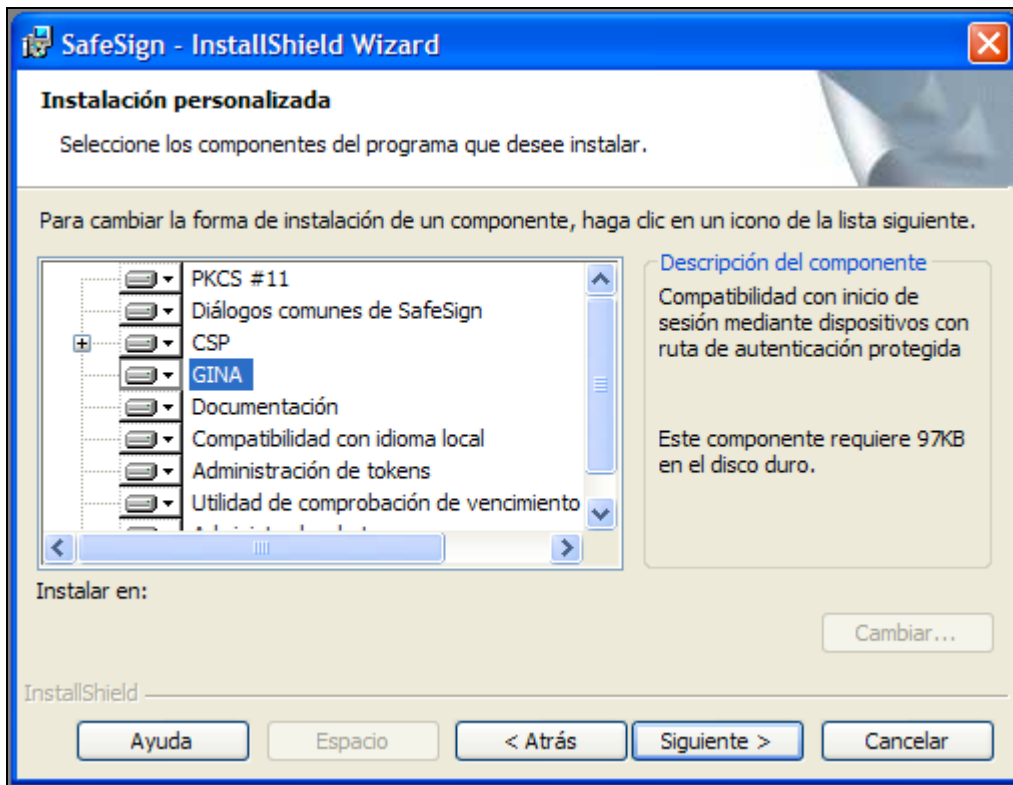 SafeSign - InstallShield Wizard
Instalación personalizada
Seleccione los componentes del programa que desee instalar.
Para cambiar la forma de instalación de un componente, haga clic en un icono de la lista siguiente.
PKCS #11
Diálogos comunes de SafeSign
CSP
GINA
Documentación
Compatibilidad con idioma local
Administración de tokens
Utilidad de comprobación de vencimiento
Descripción del componente
Compatibilidad con inicio de
sesión mediante dispositivos con
ruta de autenticación protegida
Este componente requiere 97KB
en el disco duro.
Instalar en:
Cambiar...
InstallShield
Ayuda
Espacio
< Atrás
Siguiente >
Cancelar